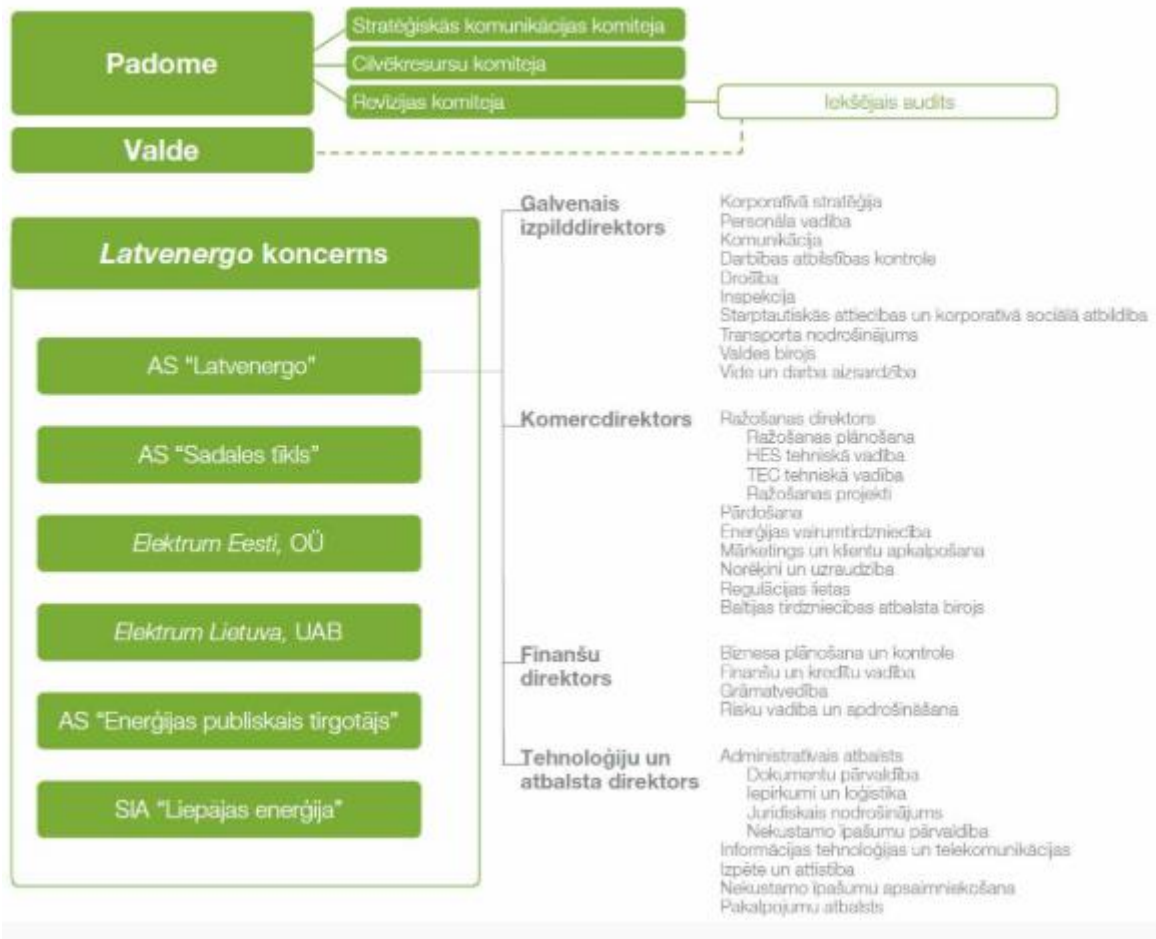 Padome
Stratēģiskās komunikācijas komiteja
Cilvēkresursu komiteja
Revīzijas komiteja
Iekšējais audits
Valde
Latvenergo koncerns
AS “Latvenergo”
AS “Sadales tīkls”
Elektrum Eesti, OÜ
Elektrum Lietuva, UAB
AS “Enerģijas publiskais tirgotājs”
SIA “Liepājas enerģija”
Galvenais
izpilddirektors
Korporatīvā stratēģija
Personāla vadība
Komunikācija
Darbības atbilstības kontrole
Drošība
Inspekcija
Starptautiskās attiecības un korporatīvā sociālā atbildība
Transporta nodrošinājums
Valdes birojs
Vide un darba aizsardzība
Komercdirektors
Ražošanas direktors
Ražošanas plānošana
HES tehniskā vadība
TEC tehniskā vadība
Ražošanas projekti
Pārdošana
Enerģijas vairumtirdzniecība
Mārketings un klientu apkalpošana
Norēķini un uzraudzība
Regulācijas lietas
Baltijas tirdzniecības atbalsta birojs
Finanšu
direktors
Biznesa plānošana un kontrole
Finanšu un kredītu vadība
Grāmatvedība
Risku vadība un apdrošināšana
Tehnoloģiju un
atbalsta direktors
Administratīvais atbalsts
Dokumentu pārvaldība
Iepirkumi un loģistika
Juridiskais nodrošinājums
Nekustamo īpašumu pārvaldība
Informācijas tehnoloģijas un telekomunikācijas
Izpēte un attīstība
Nekustamo īpašumu apsaimniekošana
Pakalpojumu atbalsts